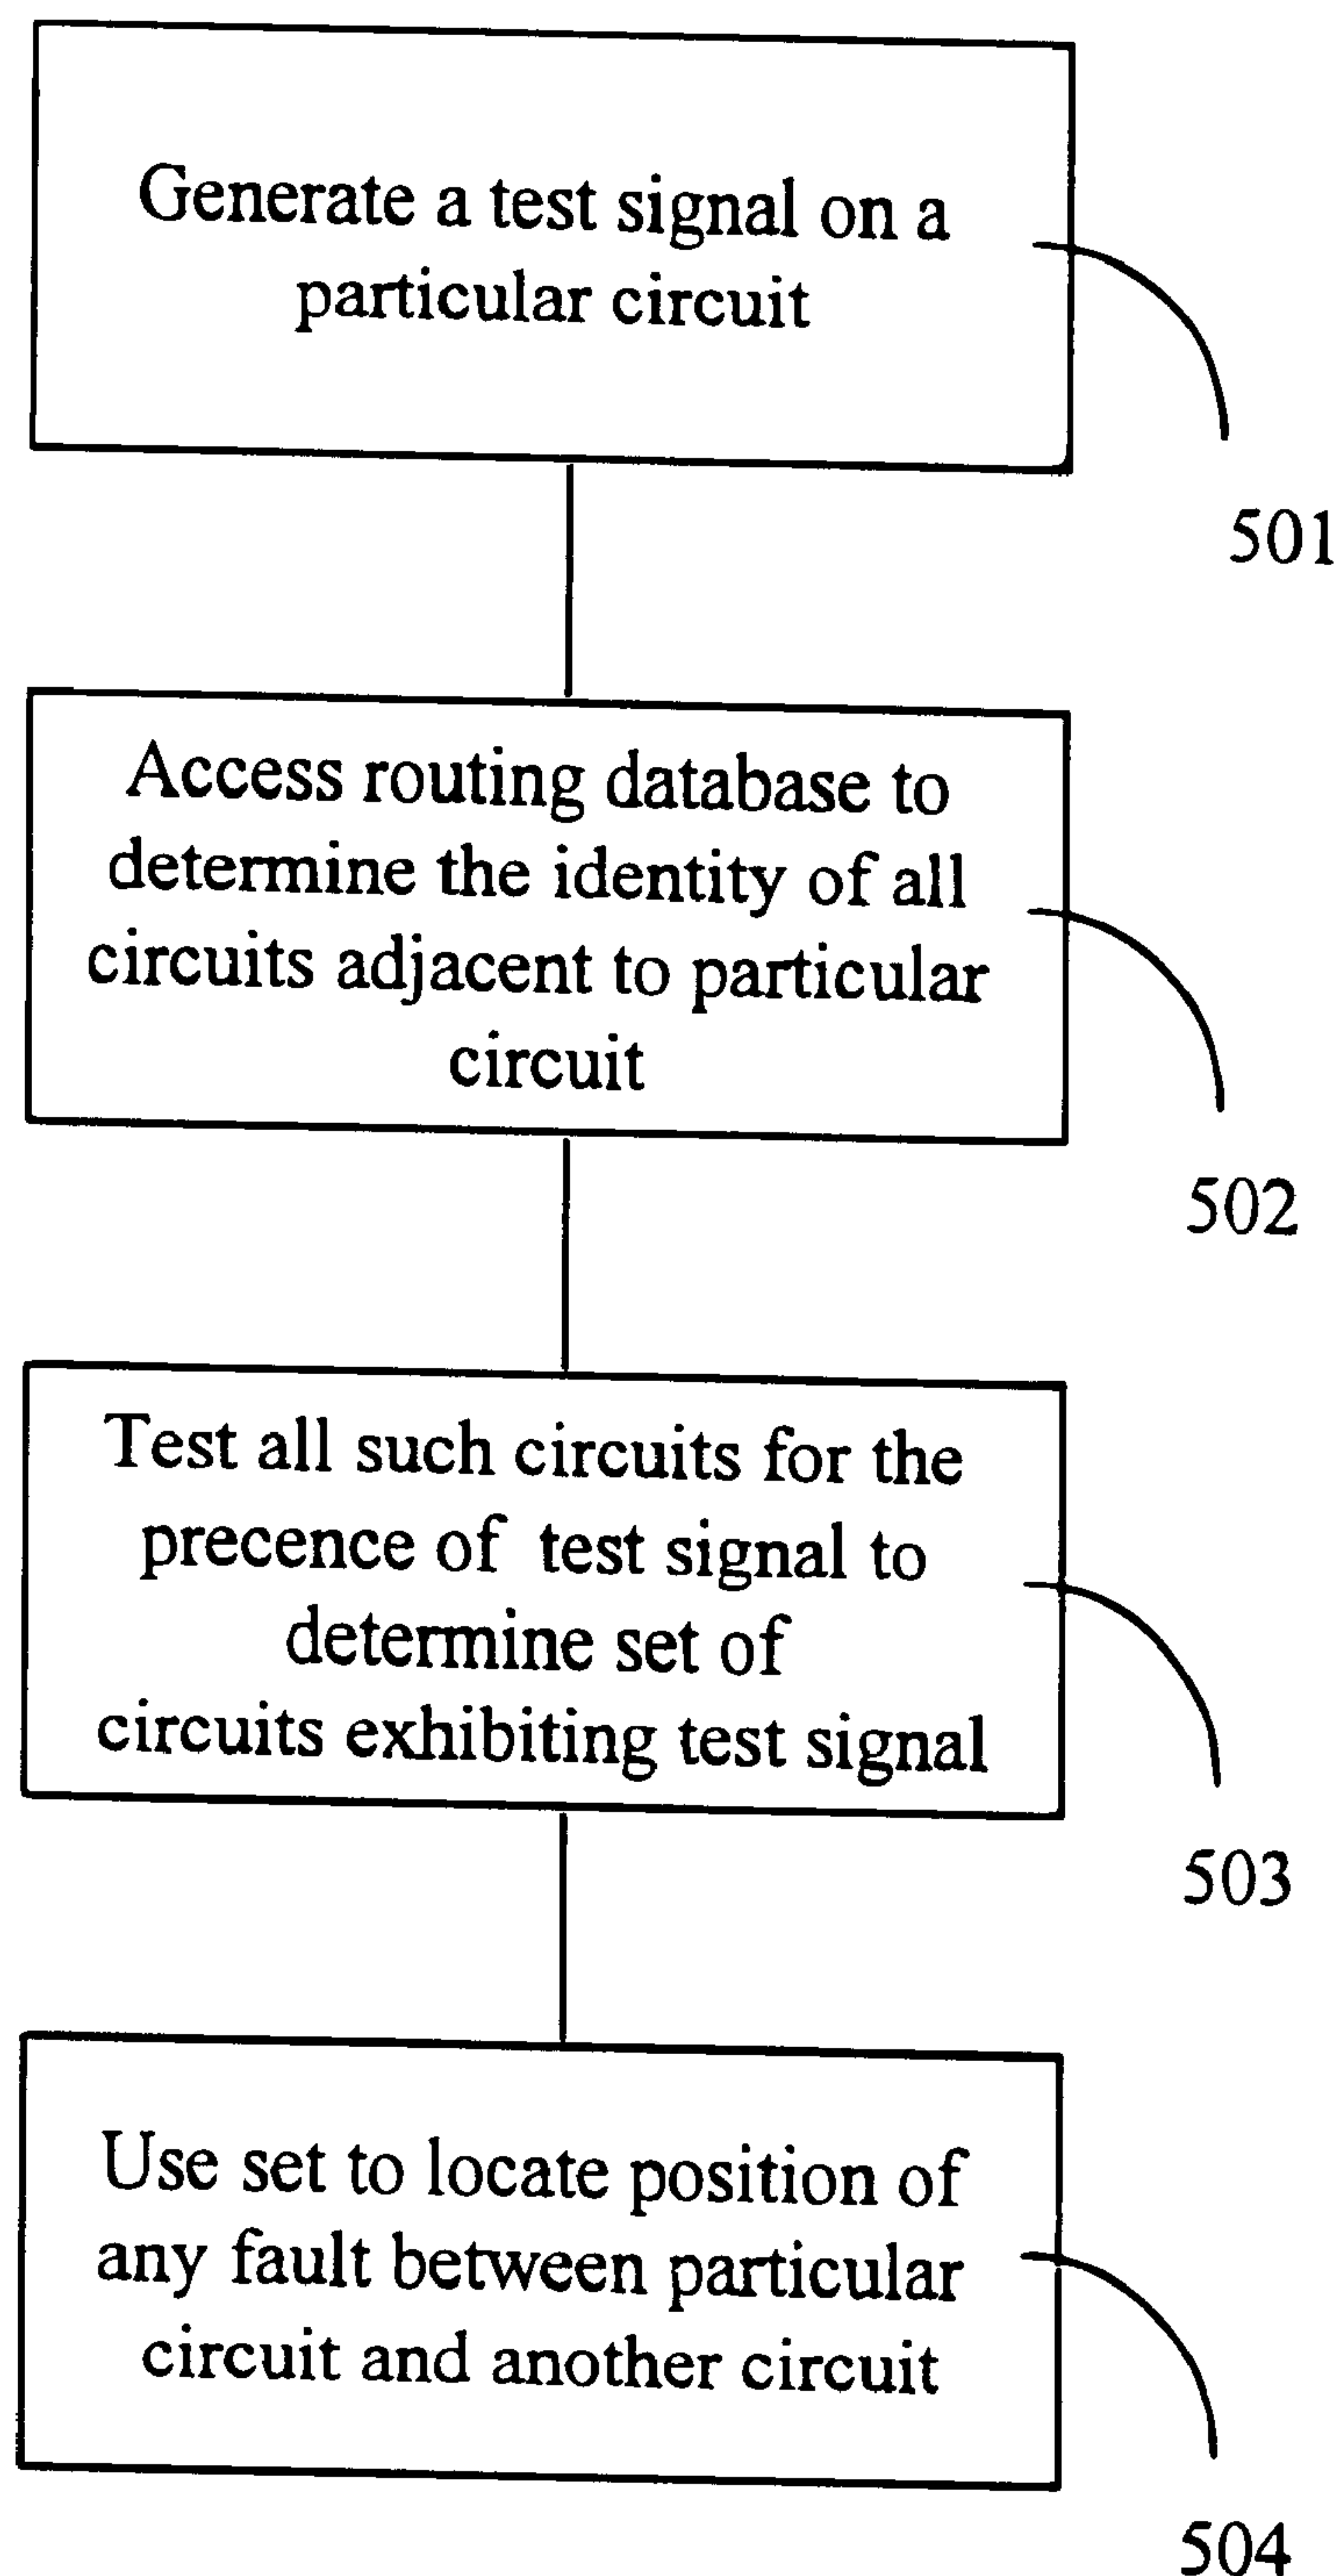 Generate a test signal on a
particular circuit
501
Access routing database to
determine the identity of all
circuits adjacent to particular
circuit
502
Test all such circuits for the
precence of test signal to
determine set of
circuits exhibiting test signal
503
Use set to locate position of
any fault between particular
circuit and another circuit
504